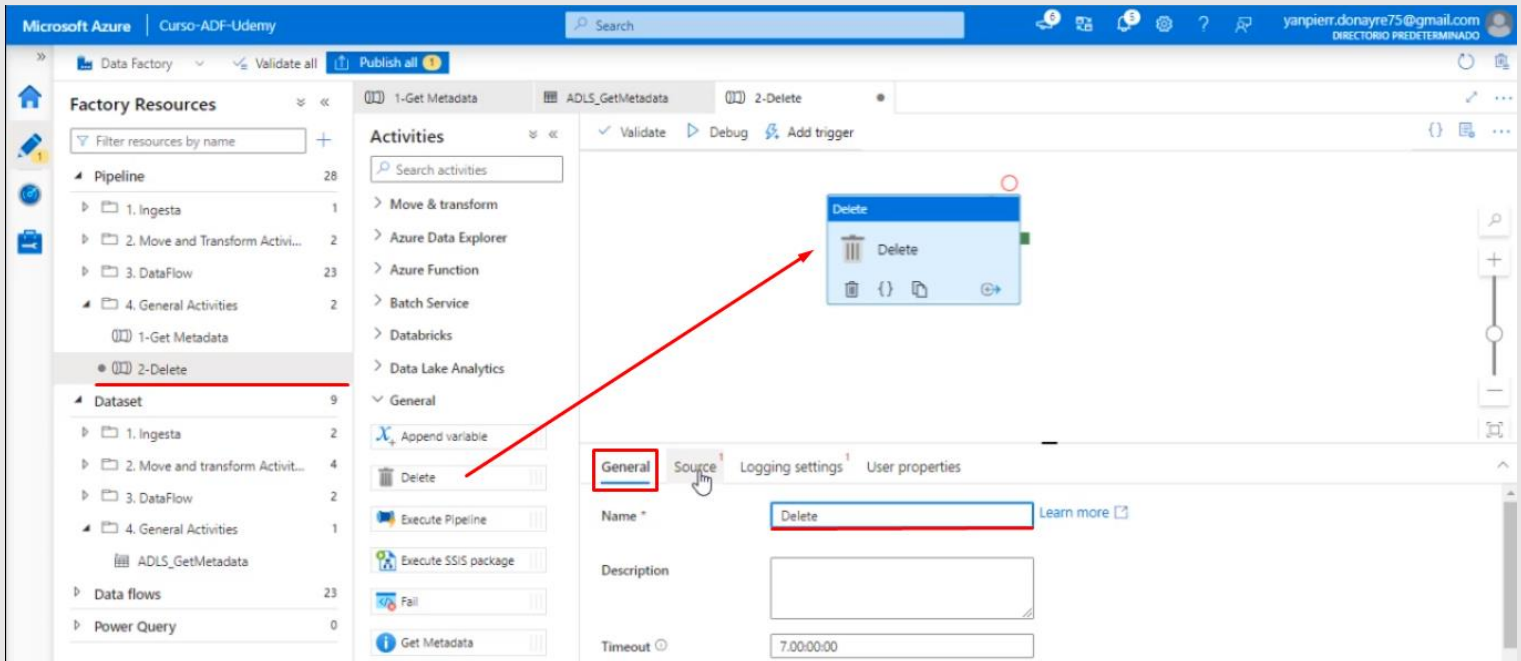 Microsoft Azure
Curso-ADF-Udemy
Search
6
5
yanpierr.donayre75@gmail.com
DIRECTORIO PREDETERMINADO
Data Factory
Validate all
Publish all 1
1
Factory Resources
Filter resources by name
Pipeline 28
1. Ingesta 1
2. Move and Transform Activi... 2
3. DataFlow 23
4. General Activities 2
1-Get Metadata
2-Delete
Dataset 9
1. Ingesta 2
2. Move and transform Activit... 4
3. DataFlow 2
4. General Activities 1
ADLS_GetMetadata
Data flows 23
Power Query 0
1-Get Metadata
ADLS_GetMetadata
2-Delete
Activities
Search activities
Move & transform
Azure Data Explorer
Azure Function
Batch Service
Databricks
Data Lake Analytics
General
Append variable
Delete
Execute Pipeline
Execute SSIS package
Fail
Get Metadata
Validate
Debug
Add trigger
Delete
Delete
General
Source 1
Logging settings 1
User properties
Name *
Delete
Learn more
Description
Timeout
7.00:00:00